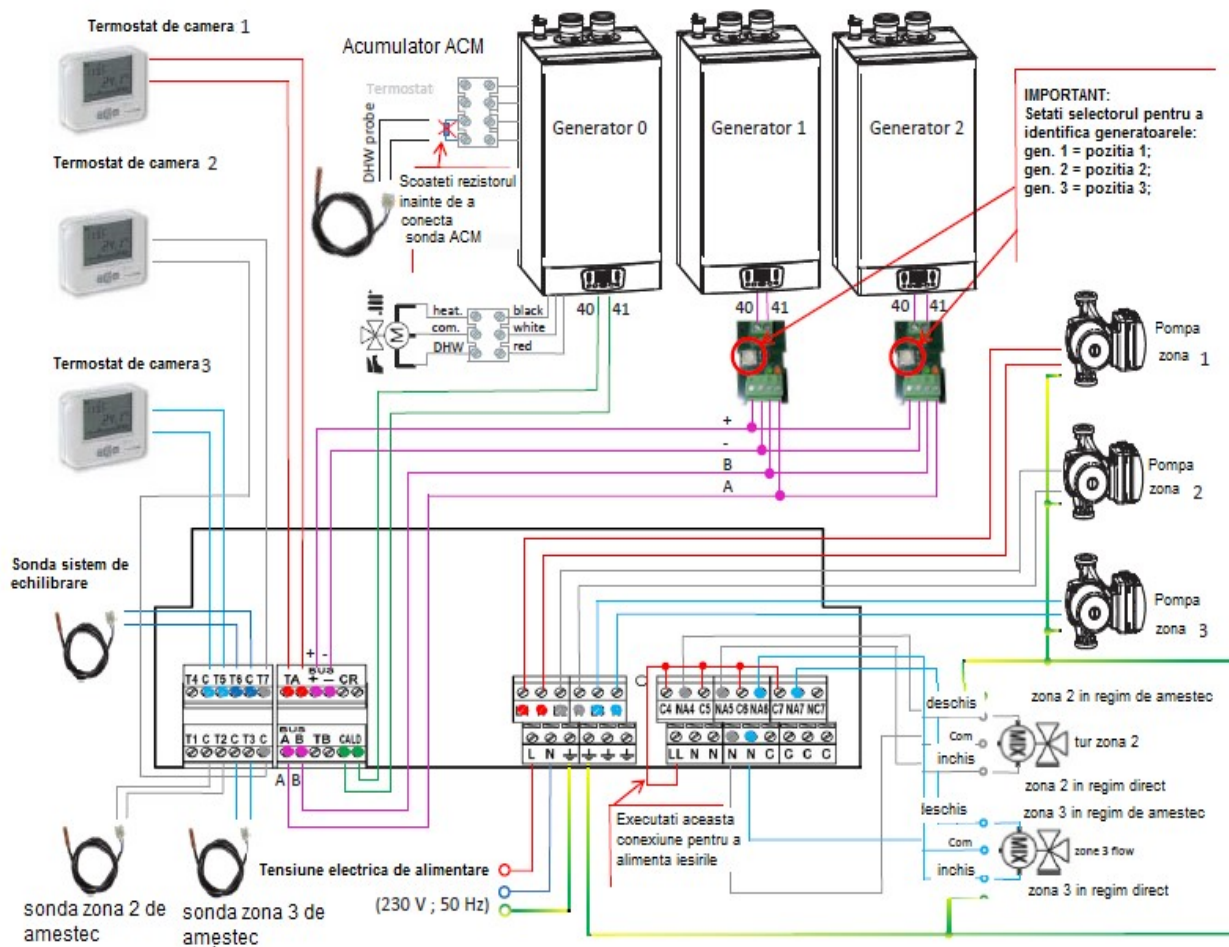 Termostat de camera 1
Acumulator ACM
Termostat
DHW probe
Scoateti rezistorul
inainte de a
conecta
sonda ACM
Generator 0
Generator 1
Generator 2
IMPORTANT:
Setati selectorul pentru a
identifica generatoarele:
gen. 1 = pozitia 1;
gen. 2 = pozitia 2;
gen. 3 = pozitia 3;
Termostat de camera 2
heat.
com.
DHW
M
black
white
red
40 41
40 41
40 41
Pompa
zona 1
Termostat de camera 3
+
-
B
A
Pompa
zona 2
Sonda sistem de
echilibrare
Pompa
zona 3
+ -
T4 C T5 T6 C T7
TA BUS + - CR
T1 C T2 C T3 C
BUS A B TB CALD
A B
L N
C4 NA4 C5 NA5 C6 NA6 C7 NA7 NC7
LL N N N N C C C C
deschis
Com
inchis
MIX
zona 2 in regim de amestec
tur zona 2
zona 2 in regim direct
deschis
Com
inchis
MIX
zona 3 in regim de amestec
zone 3 flow
zona 3 in regim direct
Executati aceasta
conexiune pentru a
alimenta iesirile
Tensiune electrica de alimentare
(230 V ; 50 Hz)
sonda zona 2 de
amestec
sonda zona 3 de
amestec